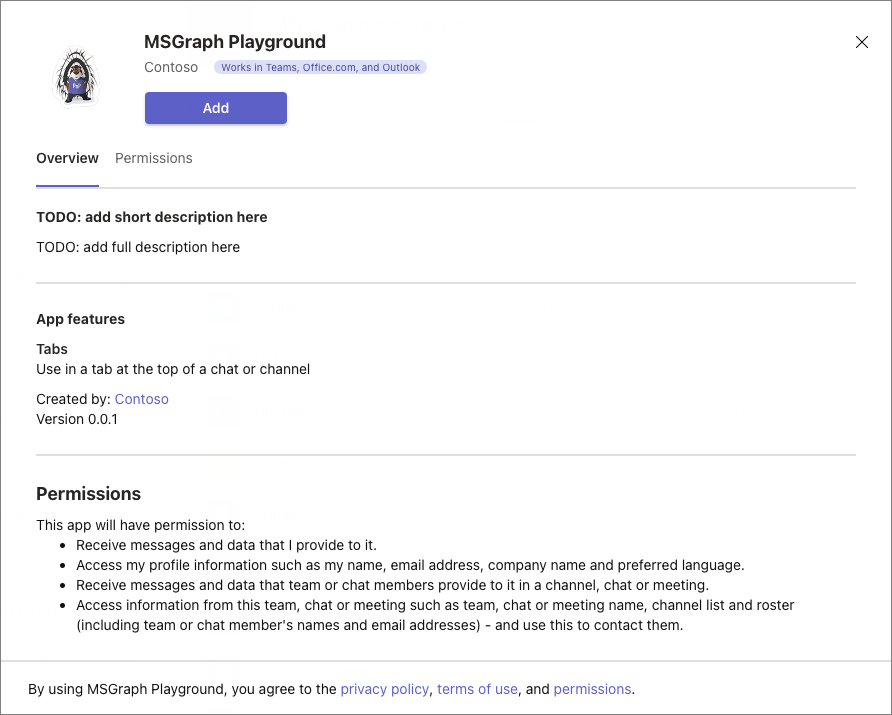 MSGraph Playground
Contoso Works in Teams, Office.com, and Outlook
Add
Overview Permissions
TODO: add short description here
TODO: add full description here
App features
Tabs
Use in a tab at the top of a chat or channel
Created by: Contoso
Version 0.0.1
Permissions
This app will have permission to:
• Receive messages and data that I provide to it.
• Access my profile information such as my name, email address, company name and preferred language.
• Receive messages and data that team or chat members provide to it in a channel, chat or meeting.
• Access information from this team, chat or meeting such as team, chat or meeting name, channel list and roster
(including team or chat member's names and email addresses) - and use this to contact them.
By using MSGraph Playground, you agree to the privacy policy, terms of use, and permissions.